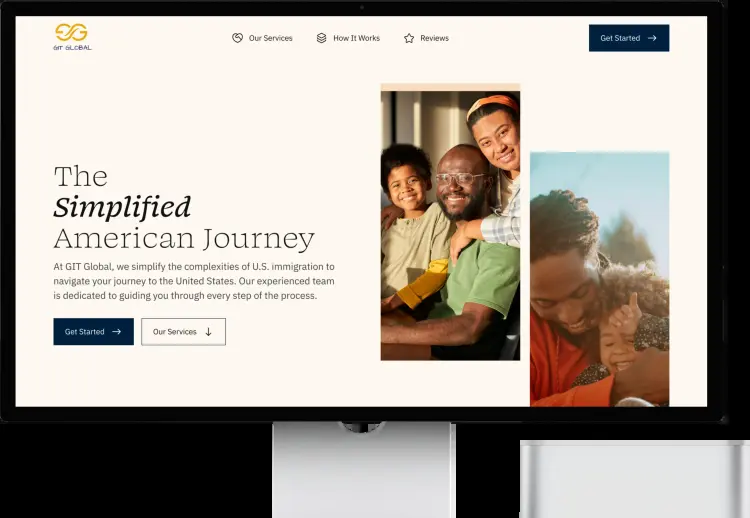 GIT GLOBAL
Our Services
How It Works
Reviews
Get Started
The
Simplified
American Journey
At GIT Global, we simplify the complexities of U.S. immigration to
navigate your journey to the United States. Our experienced team
is dedicated to guiding you through every step of the process.
Get Started
Our Services